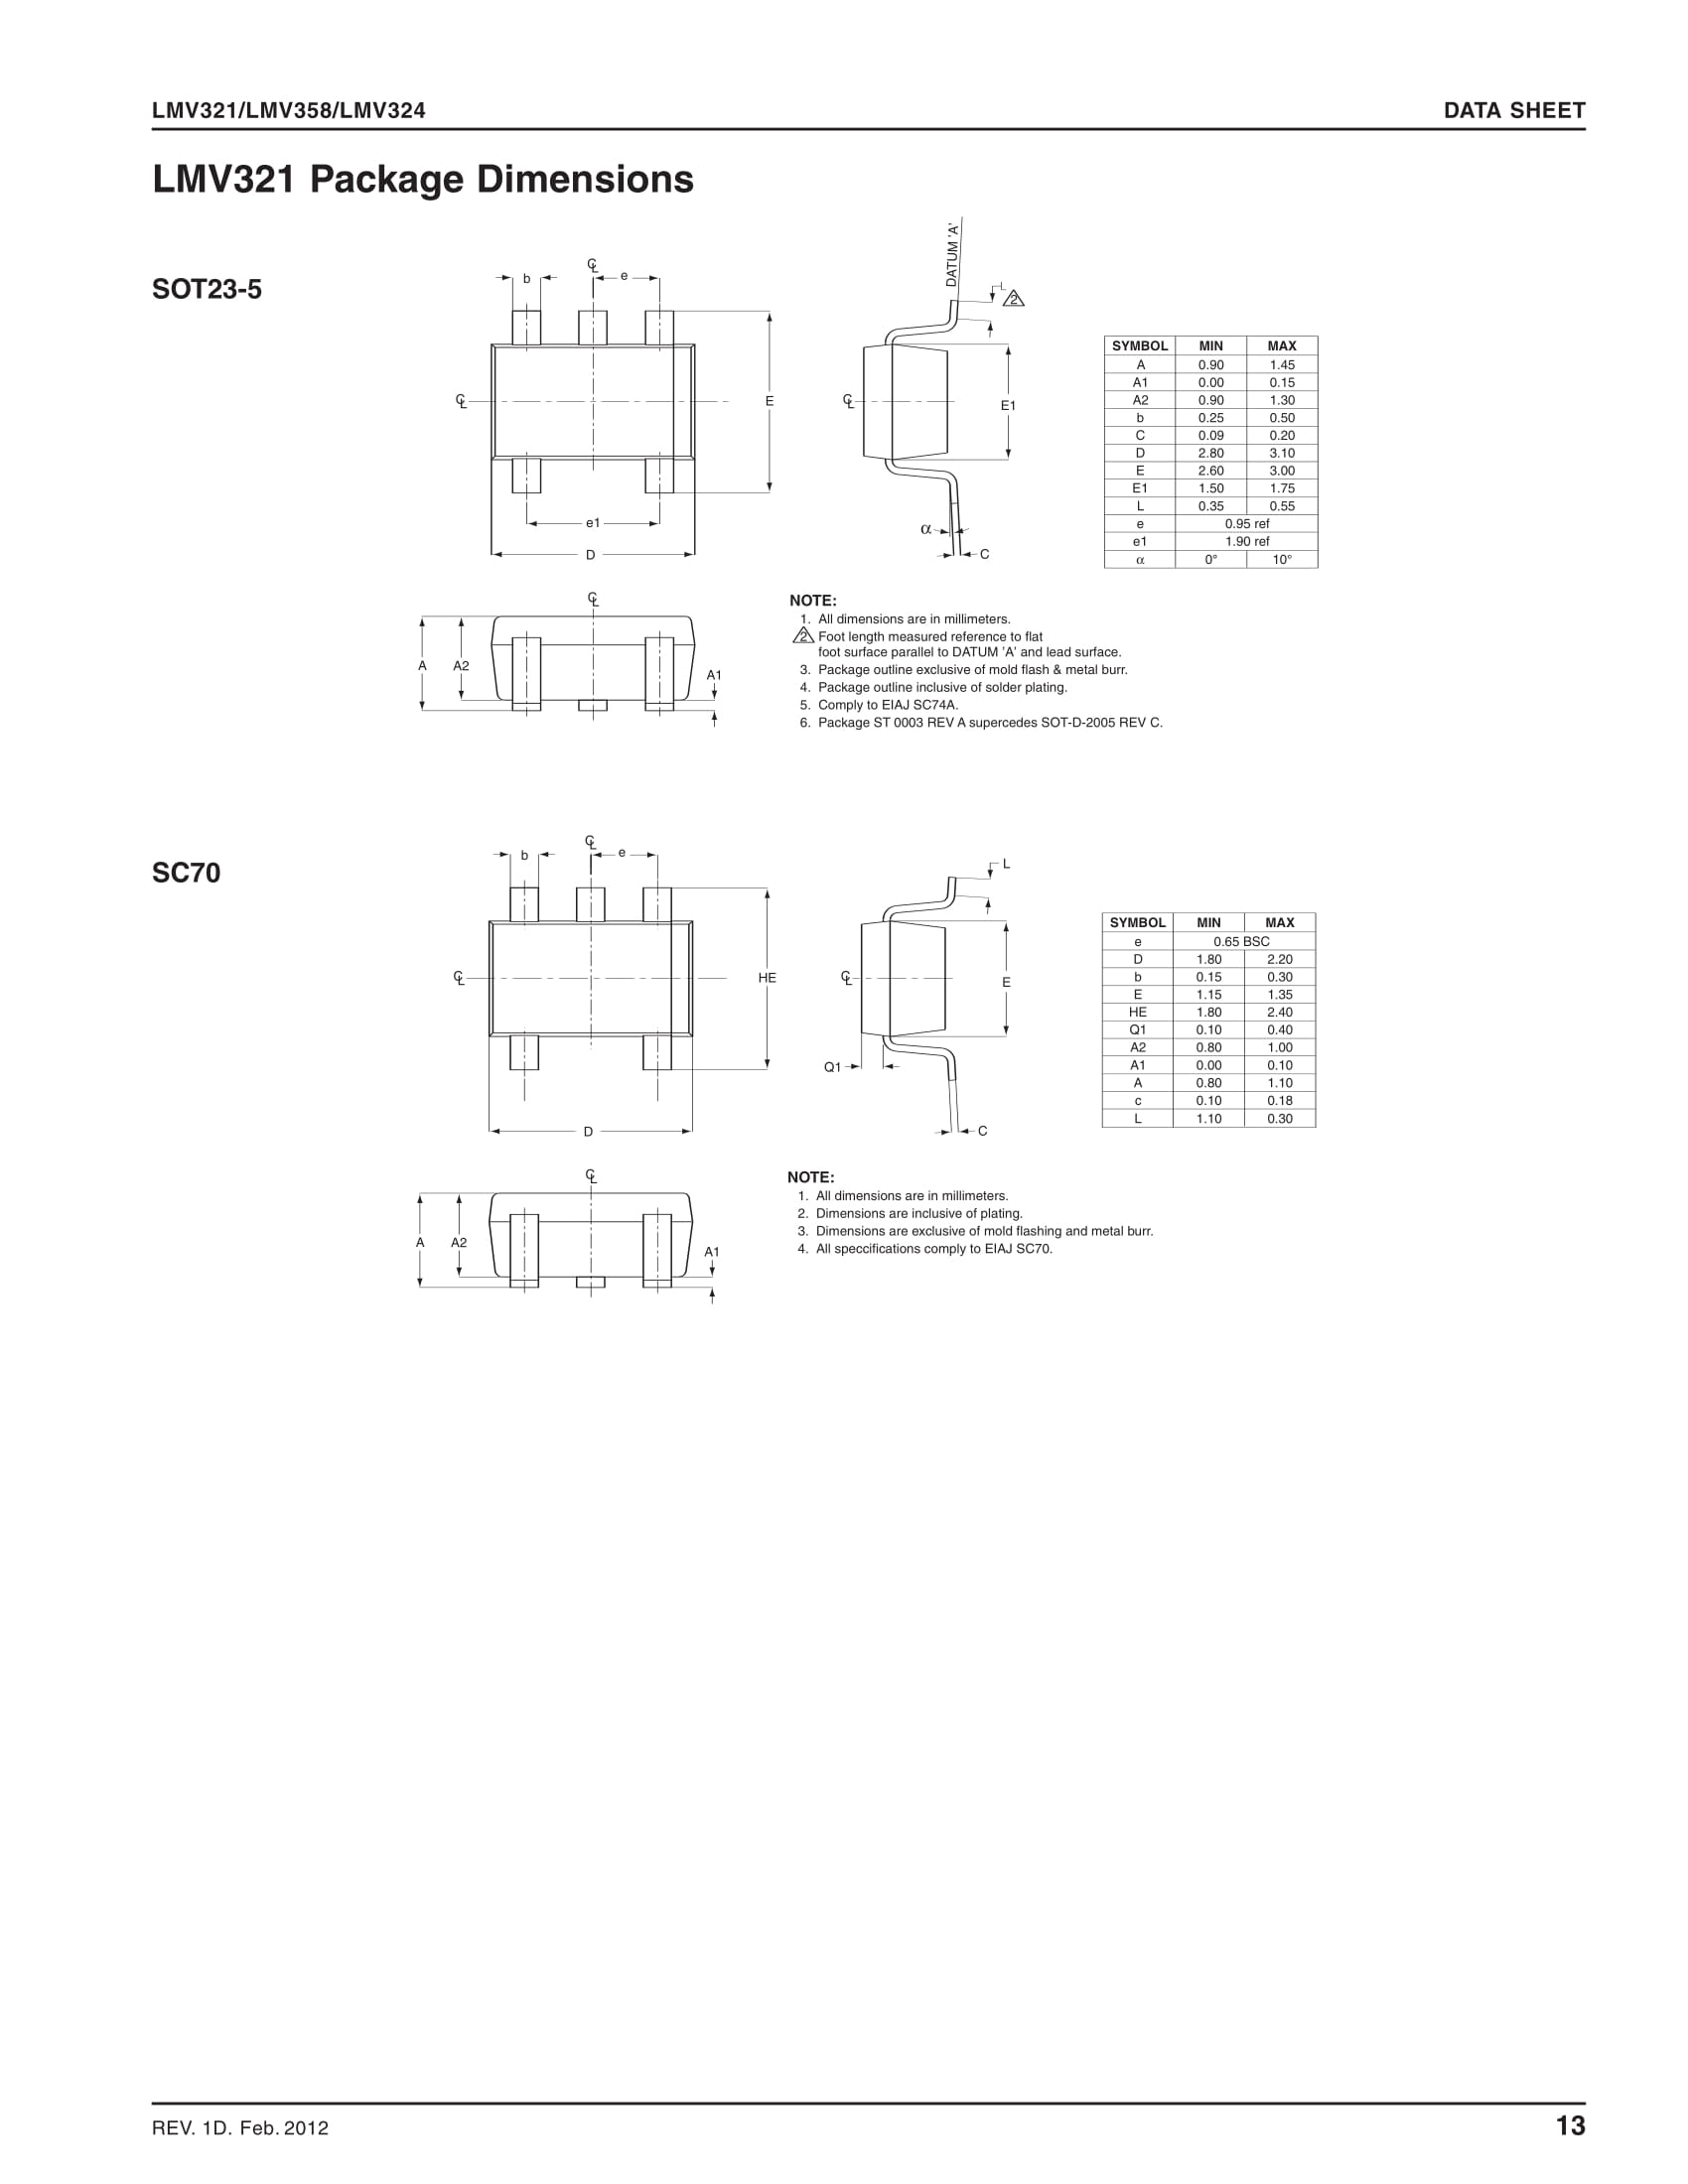 LMV321/LMV358/LMV324 DATA SHEET
LMV321 Package Dimensions
SOT23-5
b ℄ e
DATUM 'A'
L
2
℄ E
℄ E1
e1
D
α C
SYMBOL MIN MAX
A 0.90 1.45
A1 0.00 0.15
A2 0.90 1.30
b 0.25 0.50
C 0.09 0.20
D 2.80 3.10
E 2.60 3.00
E1 1.50 1.75
L 0.35 0.55
e 0.95 ref
e1 1.90 ref
α 0° 10°
℄
A A2 A1
NOTE:
1. All dimensions are in millimeters.
2 Foot length measured reference to flat
foot surface parallel to DATUM 'A' and lead surface.
3. Package outline exclusive of mold flash & metal burr.
4. Package outline inclusive of solder plating.
5. Comply to EIAJ SC74A.
6. Package ST 0003 REV A supercedes SOT-D-2005 REV C.
SC70
b ℄ e
L
℄ HE
℄ E
Q1
D
C
SYMBOL MIN MAX
e 0.65 BSC
D 1.80 2.20
b 0.15 0.30
E 1.15 1.35
HE 1.80 2.40
Q1 0.10 0.40
A2 0.80 1.00
A1 0.00 0.10
A 0.80 1.10
c 0.10 0.18
L 1.10 0.30
℄
A A2 A1
NOTE:
1. All dimensions are in millimeters.
2. Dimensions are inclusive of plating.
3. Dimensions are exclusive of mold flashing and metal burr.
4. All speccifications comply to EIAJ SC70.
REV. 1D. Feb. 2012 13